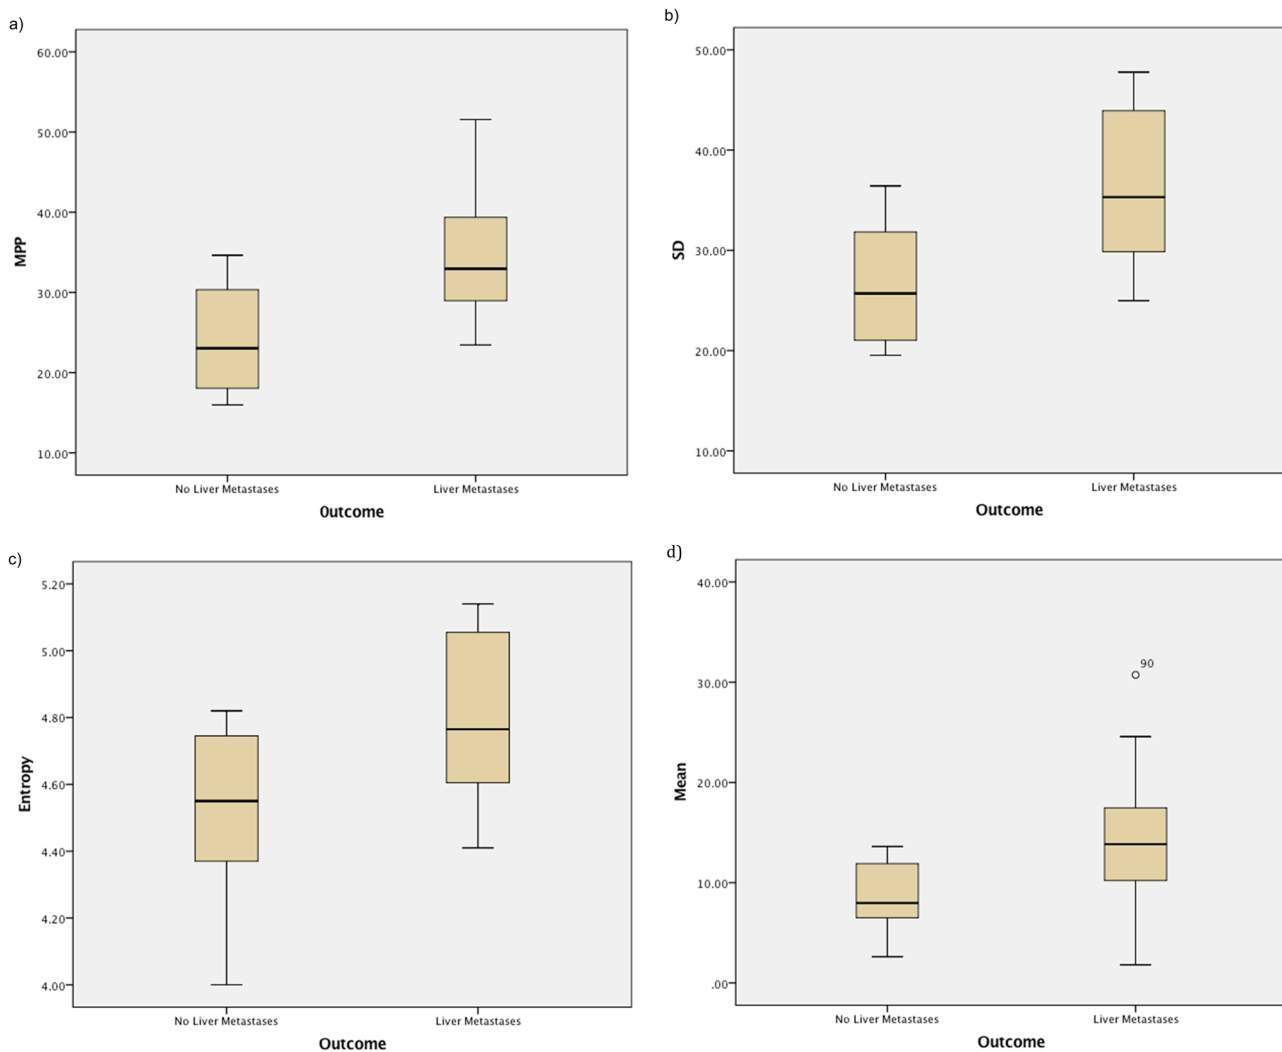 a)
60.00
50.00
40.00
30.00
20.00
10.00
MPP
No Liver Metastases Liver Metastases
0utcome
b)
50.00
40.00
30.00
20.00
10.00
SD
No Liver Metastases Liver Metastases
Outcome
c)
5.20
5.00
4.80
4.60
4.40
4.20
4.00
Entropy
No Liver Metastases Liver Metastases
Outcome
d)
40.00
30.00
20.00
10.00
.00
Mean
90
No Liver Metastases Liver Metastases
Outcome